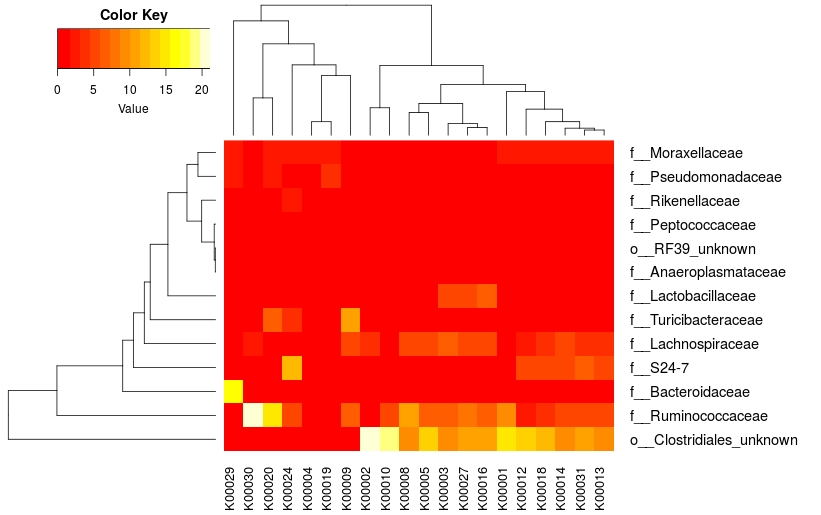 Color Key
0 5 10 15 20
Value
f__Moraxellaceae
f__Pseudomonadaceae
f__Rikenellaceae
f__Peptococcaceae
o__RF39_unknown
f__Anaeroplasmataceae
f__Lactobacillaceae
f__Turicibacteraceae
f__Lachnospiraceae
f__S24-7
f__Bacteroidaceae
f__Ruminococcaceae
o__Clostridiales_unknown
K00029
K00030
K00020
K00024
K00004
K00019
K00009
K00002
K00010
K00008
K00005
K00003
K00027
K00016
K00001
K00012
K00018
K00014
K00031
K00013